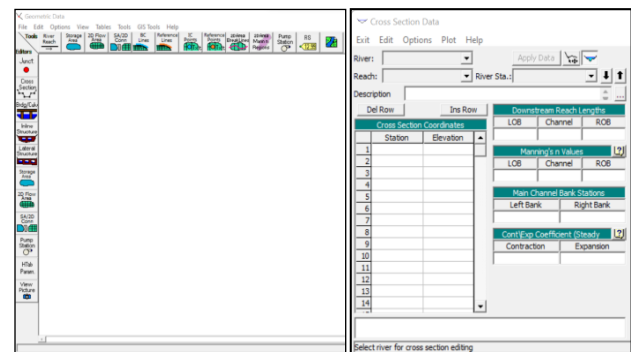 Geometric Data
File Edit Options View Tables Tools GIS Tools Help
Tools River Reach Storage Area 2D Flow Area SA/2D Conn BC Lines Reference Lines IC Points Reference Points Regions Pump Station RS
Editors
Junct
Cross Section
Inline Structure
Lateral Structure
Storage Area
2D Flow Area
SA/2D Conn
Pump Station
HTab Param.
View Picture
Cross Section Data
Exit Edit Options Plot Help
River: Apply Data
Reach: River Sta.:
Description ...
Del Row Ins Row Downstream Reach Lengths
Cross Section Coordinates LOB Channel ROB
Station Elevation
1
Manning's n Values ?
2
LOB Channel ROB
3
4
5
Main Channel Bank Stations
6
Left Bank Right Bank
7
8
Cont\Exp Coefficient (Steady ?
9
Contraction Expansion
10
11
12
13
14
Select river for cross section editing